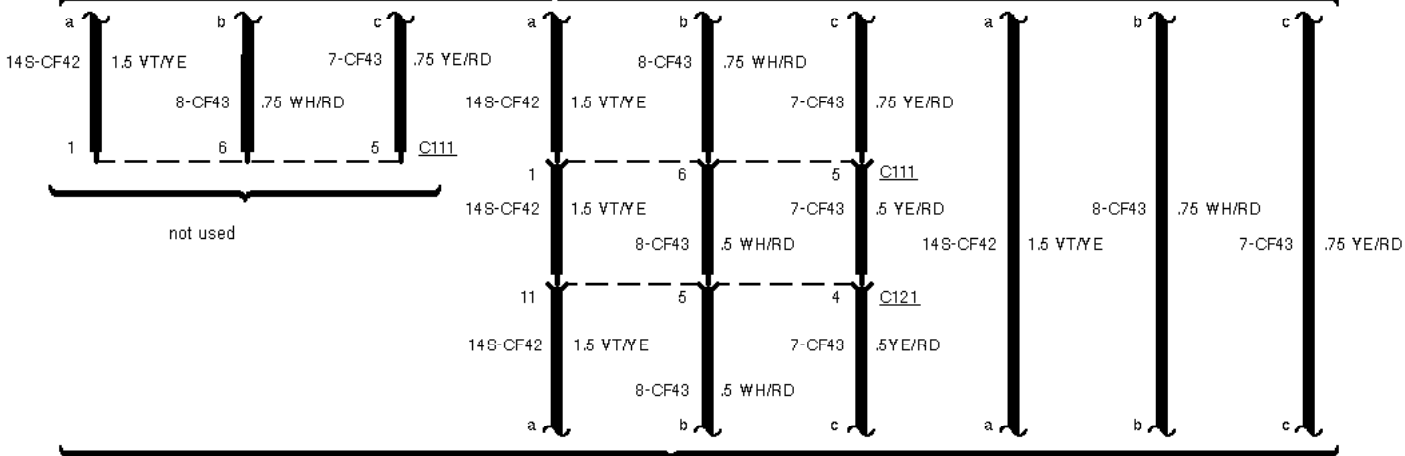 a b c a b c a b c
14S-CF42 1.5 VT/YE 7-CF43 .75 YE/RD 8-CF43 .75 WH/RD
8-CF43 .75 WH/RD 14S-CF42 1.5 VT/YE 7-CF43 .75 YE/RD
1 6 5 C111
1 6 5 C111
14S-CF42 1.5 VT/YE 7-CF43 .5 YE/RD 8-CF43 .75 WH/RD
not used
8-CF43 .5 WH/RD 14S-CF42 1.5 VT/YE 7-CF43 .75 YE/RD
11 5 4 C121
14S-CF42 1.5 VT/YE 7-CF43 .5YE/RD
8-CF43 .5 WH/RD
a b c a b c